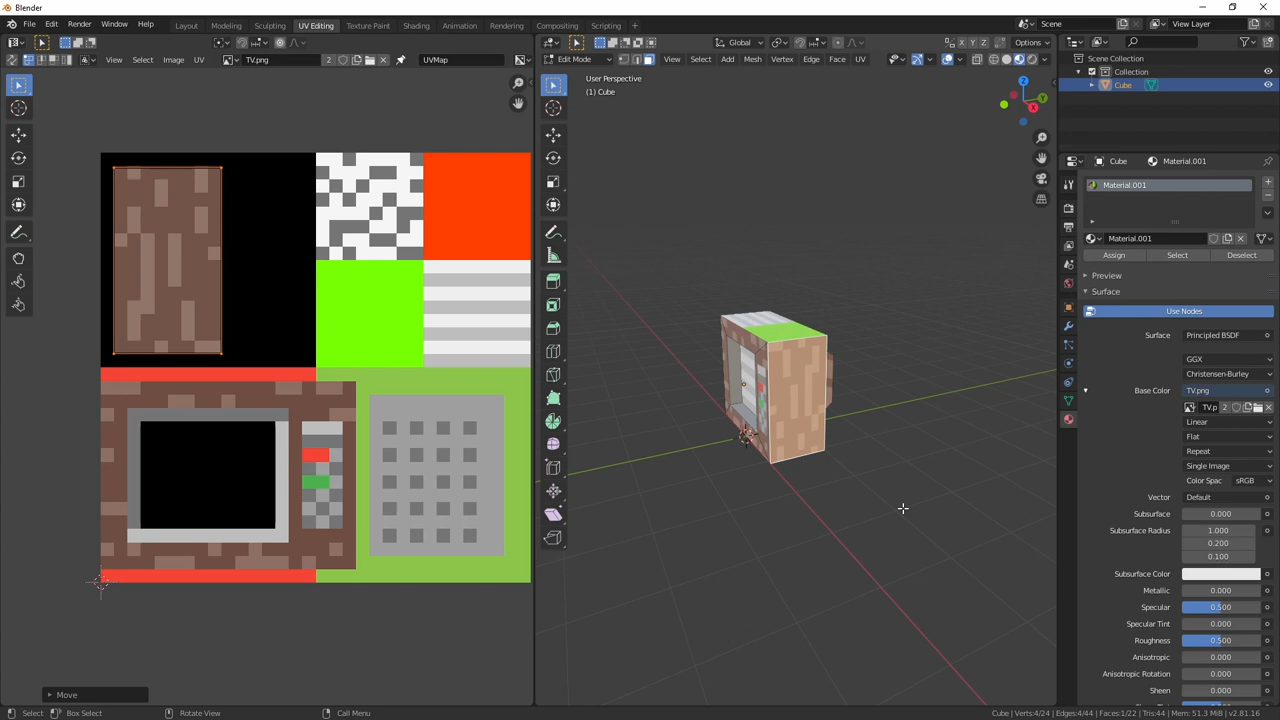 Blender
File Edit Render Window Help Layout Modeling Sculpting UV Editing Texture Paint Shading Animation Rendering Compositing Scripting + Scene View Layer
Global Options
View Select Image UV TV.png 2 UVMap Edit Mode View Select Add Mesh Vertex Edge Face UV
X Y Z
Scene Collection
Collection
Cube
User Perspective
(1) Cube
Z
Y
X
Cube > Material.001
Material.001
Material.001
Assign Select Deselect
Preview
Surface
Use Nodes
Surface Principled BSDF
GGX
Christensen-Burley
Base Color TV.png
TV.p 2
Linear
Flat
Repeat
Single Image
Color Spac sRGB
Vector Default
Subsurface 0.000
Subsurface Radius 1.000
0.200
0.100
Subsurface Color
Metallic 0.000
Specular 0.500
Specular Tint 0.000
Roughness 0.500
Anisotropic 0.000
Anisotropic Rotation 0.000
Sheen 0.000
Move
Select Box Select Rotate View Call Menu Cube | Verts:4/24 | Edges:4/44 | Faces:1/22 | Tris:44 | Mem: 51.3 MiB | v2.81.16